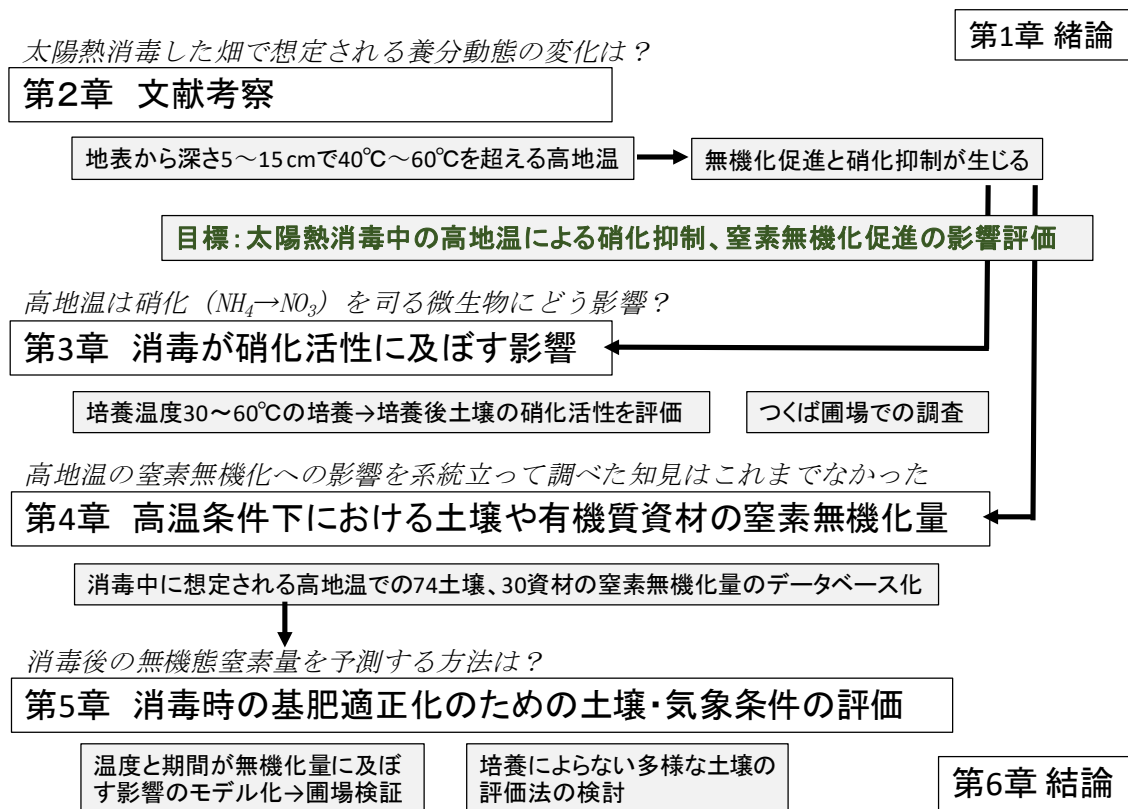 第1章 緒論
太陽熱消毒した畑で想定される養分動態の変化は？
第２章 文献考察
地表から深さ5～15 cmで40℃～60℃を超える高地温
無機化促進と硝化抑制が生じる
目標：太陽熱消毒中の高地温による硝化抑制、窒素無機化促進の影響評価
高地温は硝化（NH₄→NO₃）を司る微生物にどう影響？
第3章 消毒が硝化活性に及ぼす影響
培養温度30～60℃の培養→培養後土壌の硝化活性を評価
つくば圃場での調査
高地温の窒素無機化への影響を系統立って調べた知見はこれまでなかった
第4章 高温条件下における土壌や有機質資材の窒素無機化量
消毒中に想定される高地温での74土壌、30資材の窒素無機化量のデータベース化
消毒後の無機態窒素量を予測する方法は？
第5章 消毒時の基肥適正化のための土壌・気象条件の評価
温度と期間が無機化量に及ぼ
す影響のモデル化→圃場検証
培養によらない多様な土壌の
評価法の検討
第6章 結論